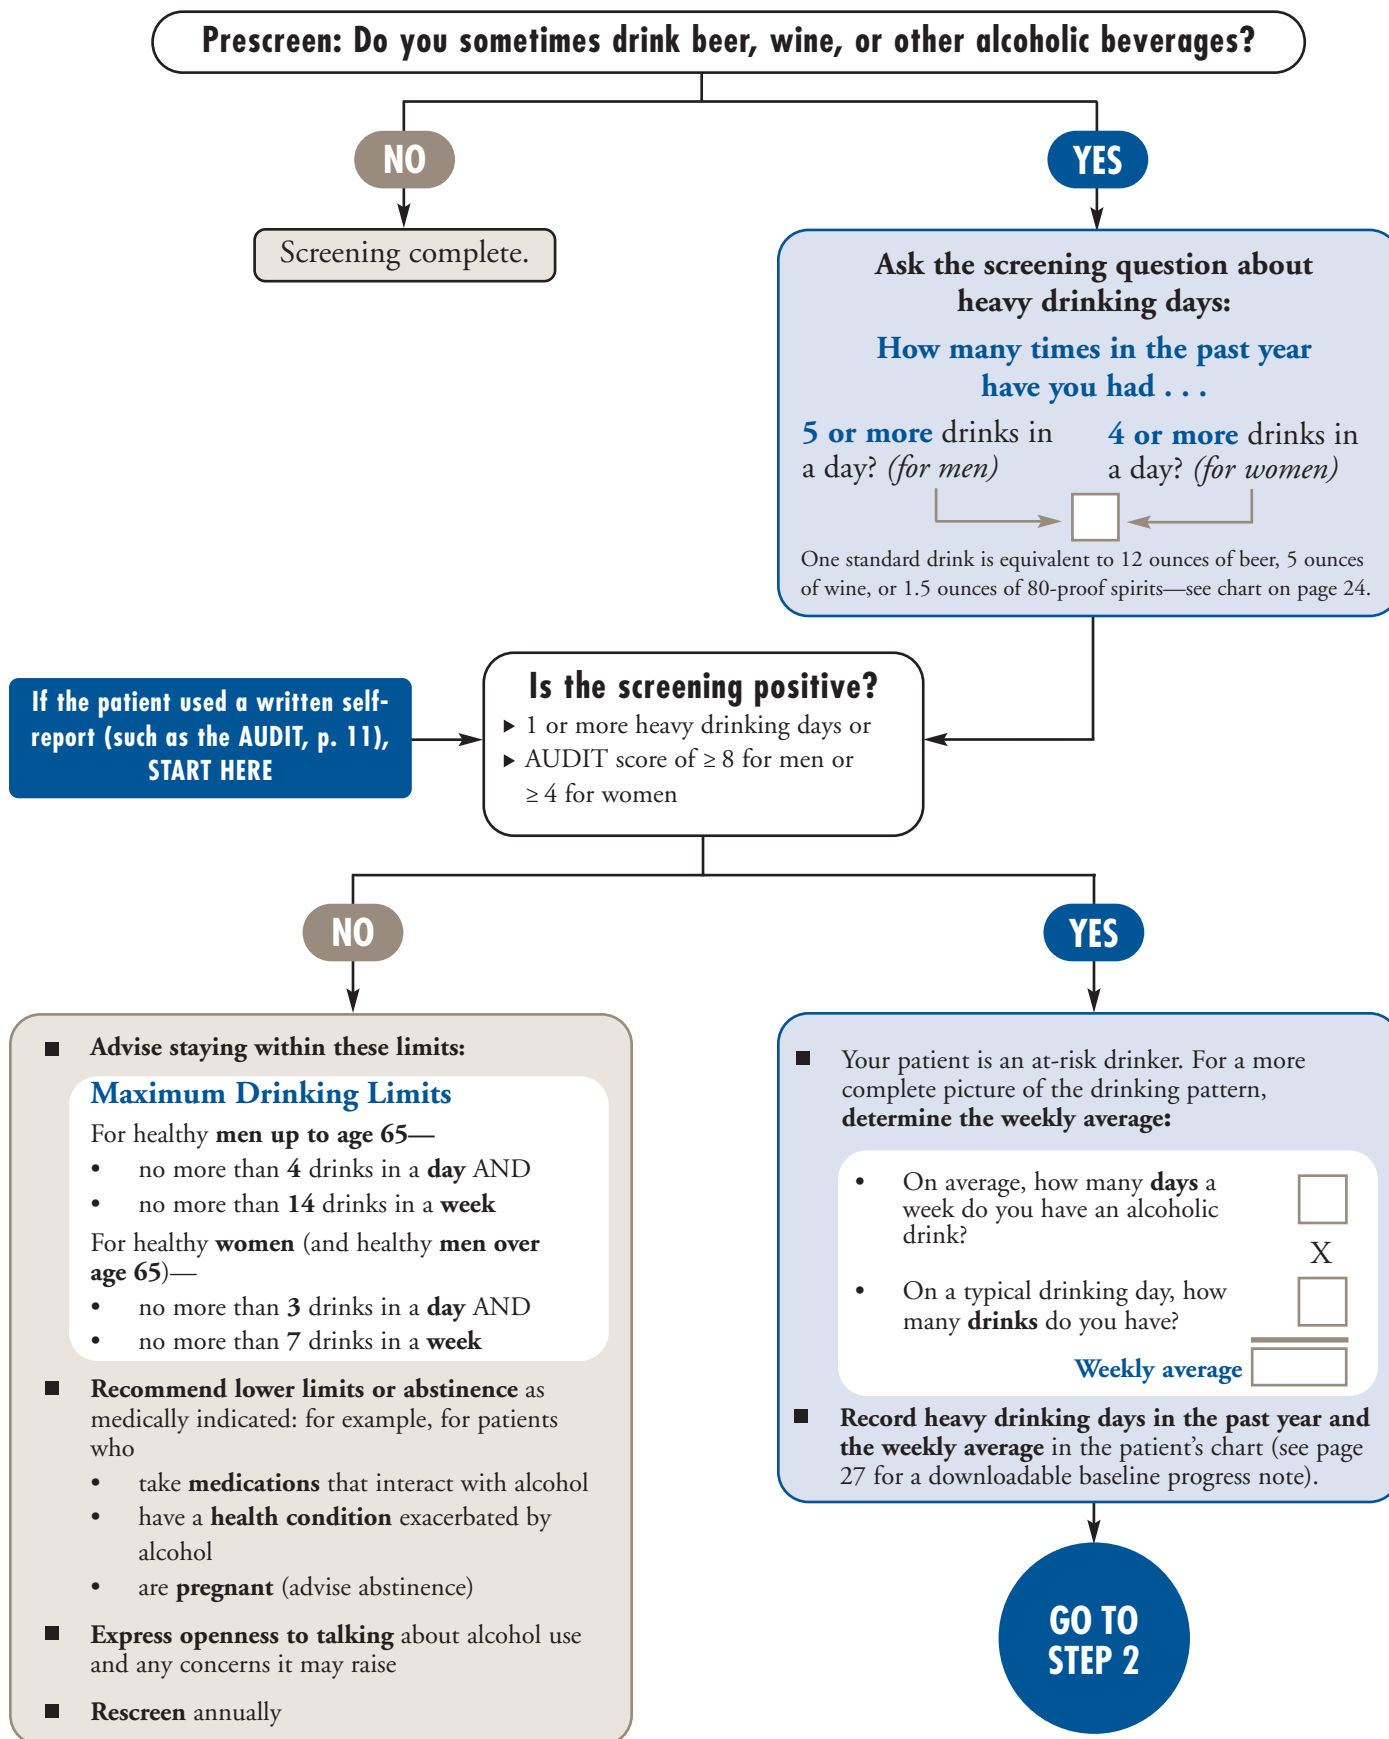 Prescreen: Do you sometimes drink beer, wine, or other alcoholic beverages?
NO
YES
Screening complete.
Ask the screening question about
heavy drinking days:
How many times in the past year
have you had . . .
5 or more drinks in
a day? (for men)
4 or more drinks in
a day? (for women)
One standard drink is equivalent to 12 ounces of beer, 5 ounces
of wine, or 1.5 ounces of 80-proof spirits—see chart on page 24.
If the patient used a written self-
report (such as the AUDIT, p. 11),
START HERE
Is the screening positive?
▶ 1 or more heavy drinking days or
▶ AUDIT score of ≥ 8 for men or
≥ 4 for women
NO
YES
■ Advise staying within these limits:
Maximum Drinking Limits
For healthy men up to age 65—
• no more than 4 drinks in a day AND
• no more than 14 drinks in a week
For healthy women (and healthy men over
age 65)—
• no more than 3 drinks in a day AND
• no more than 7 drinks in a week
■ Recommend lower limits or abstinence as
medically indicated: for example, for patients
who
• take medications that interact with alcohol
• have a health condition exacerbated by
alcohol
• are pregnant (advise abstinence)
■ Express openness to talking about alcohol use
and any concerns it may raise
■ Rescreen annually
■ Your patient is an at-risk drinker. For a more
complete picture of the drinking pattern,
determine the weekly average:
• On average, how many days a
week do you have an alcoholic
drink?
X
• On a typical drinking day, how
many drinks do you have?
Weekly average
■ Record heavy drinking days in the past year and
the weekly average in the patient's chart (see page
27 for a downloadable baseline progress note).
GO TO
STEP 2